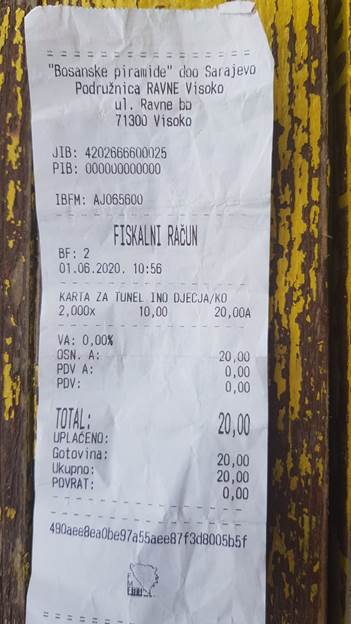 "Bosanske piramide" doo Sarajevo
Podružnica RAVNE Visoko
ul. Ravne bb
71300 Visoko
JIB: 4202666600025
PIB: 000000000000
IBFM: AJ065600
FISKALNI RAČUN
BF: 2
01.06.2020. 10:56
KARTA ZA TUNEL INO DJECJA/KO
2,000x 10,00 20,00A
VA: 0,00%
OSN. A: 20,00
PDV A: 0,00
PDV: 0,00
TOTAL: 20,00
UPLAĆENO:
Gotovina: 20,00
Ukupno: 20,00
POVRAT: 0,00
490aee8ea0be97a55aee87f3d8005b5f